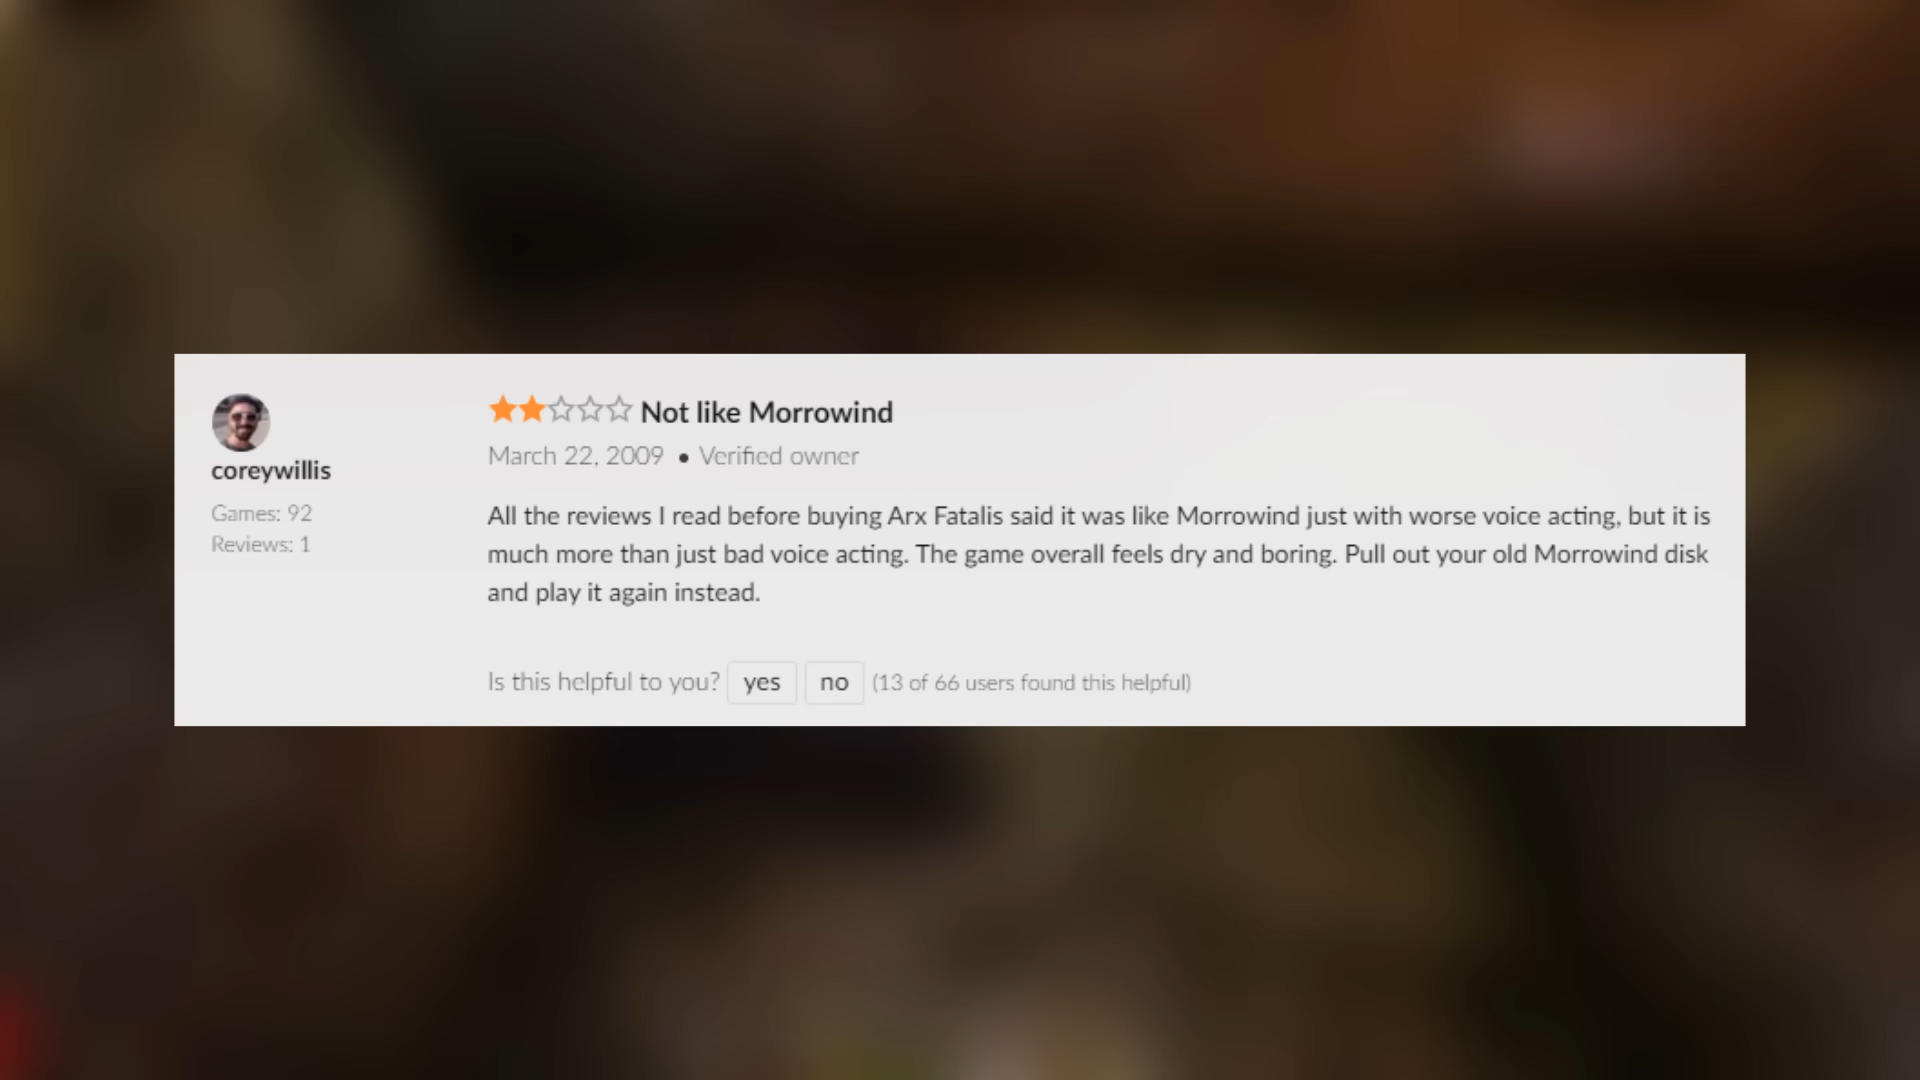 coreywillis
Games: 92
Reviews: 1
Not like Morrowind
March 22, 2009 • Verified owner
All the reviews I read before buying Arx Fatalis said it was like Morrowind just with worse voice acting, but it is
much more than just bad voice acting. The game overall feels dry and boring. Pull out your old Morrowind disk
and play it again instead.
Is this helpful to you? yes no (13 of 66 users found this helpful)